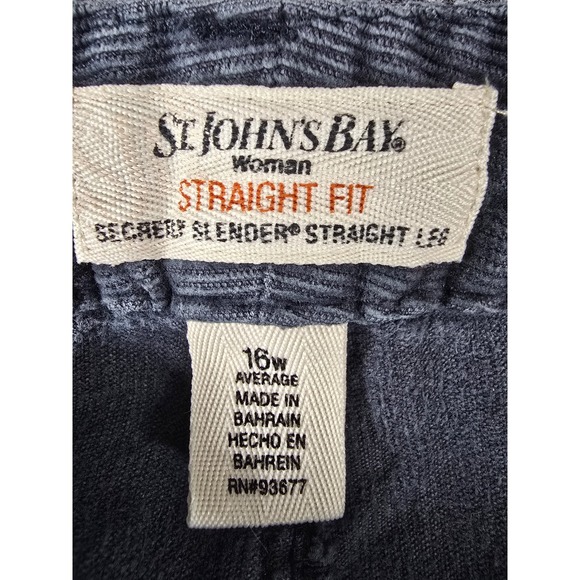 ST. JOHN'S BAY®
Woman
STRAIGHT FIT
SECRETLY SLENDER® STRAIGHT LEG
16W
AVERAGE
MADE IN
BAHRAIN
HECHO EN
BAHREIN
RN#93677